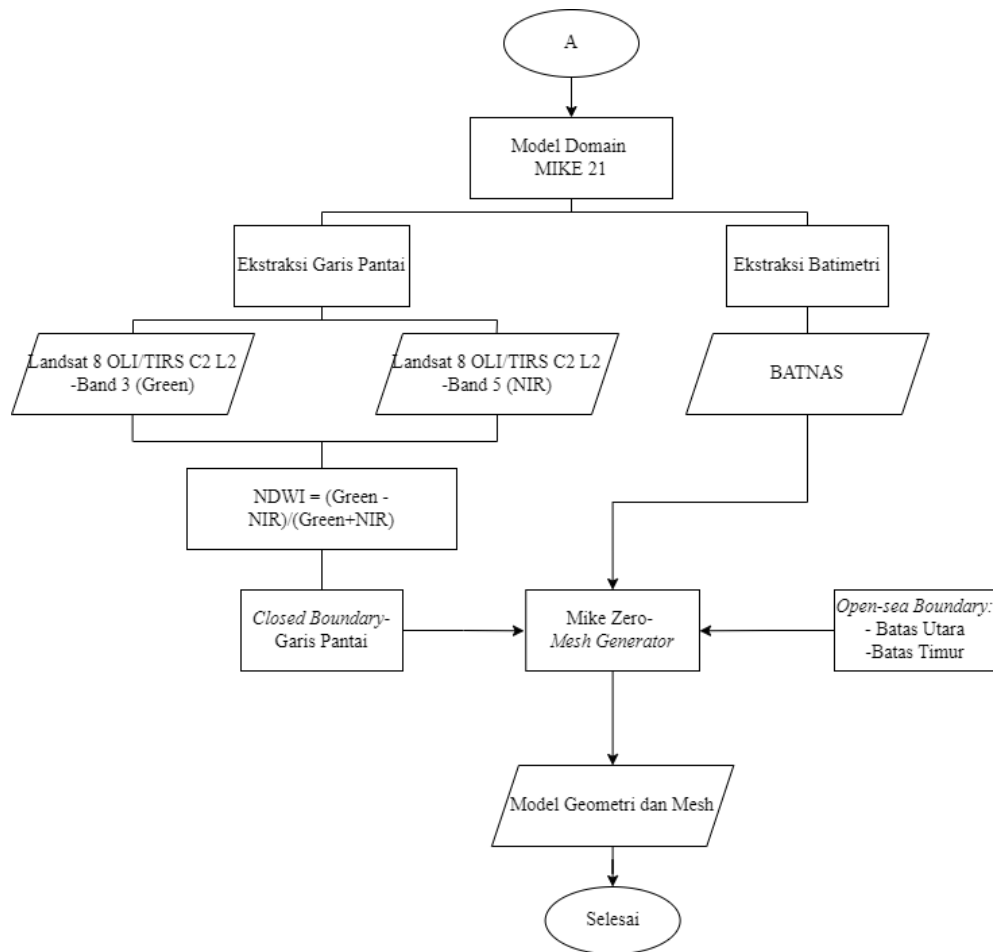 A
Model Domain
MIKE 21
Ekstraksi Garis Pantai
Ekstraksi Batimetri
Landsat 8 OLI/TIRS C2 L2
-Band 3 (Green)
Landsat 8 OLI/TIRS C2 L2
-Band 5 (NIR)
BATNAS
NDWI = (Green -
NIR)/(Green+NIR)
Closed Boundary-
Garis Pantai
Mike Zero-
Mesh Generator
Open-sea Boundary:
- Batas Utara
-Batas Timur
Model Geometri dan Mesh
Selesai